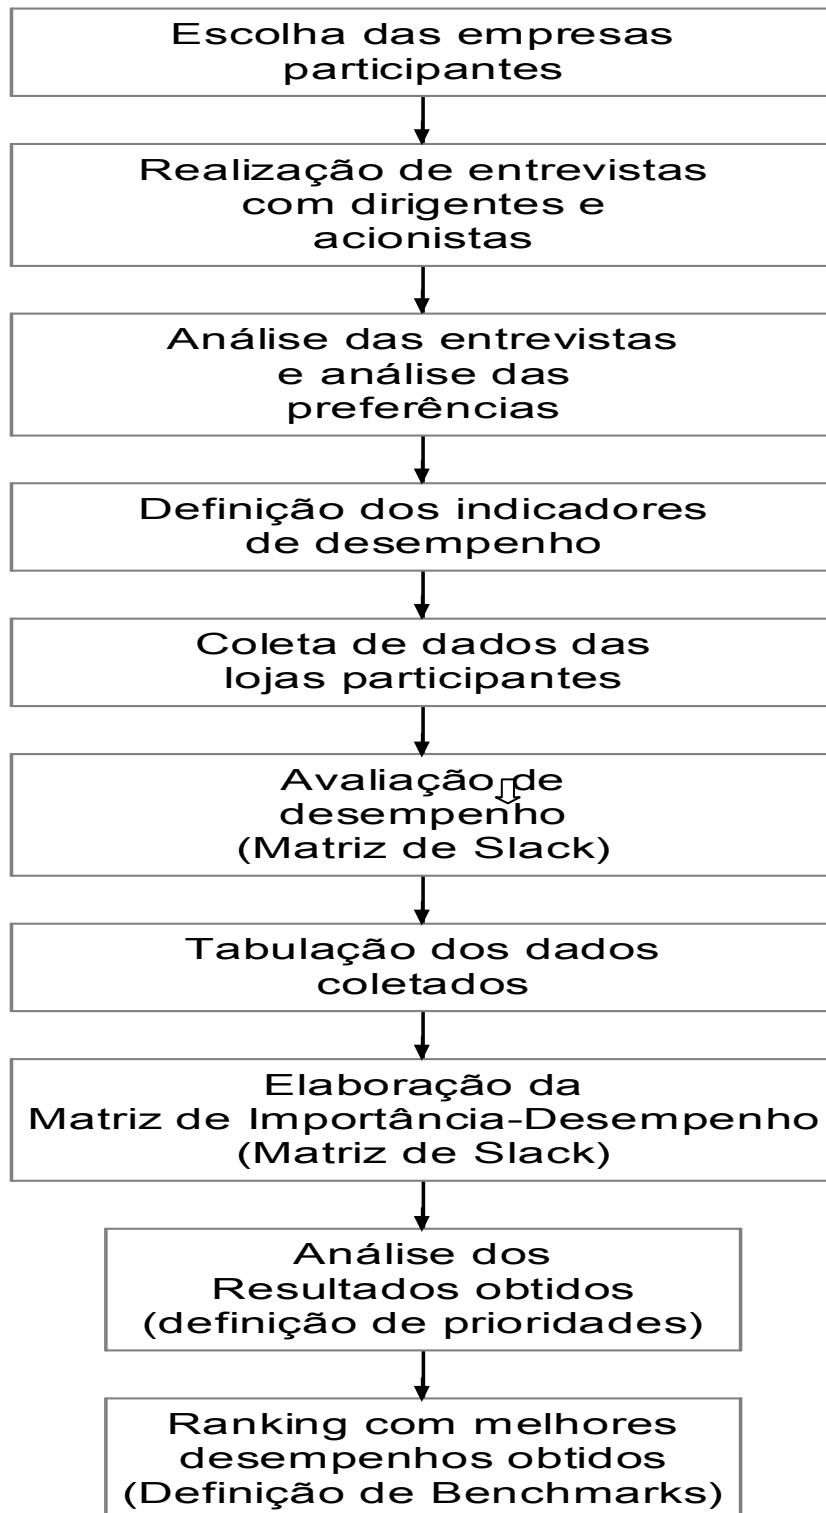 Escolha das empresas
participantes
Realização de entrevistas
com dirigentes e
acionistas
Análise das entrevistas
e análise das
preferências
Definição dos indicadores
de desempenho
Coleta de dados das
lojas participantes
Avaliação de
desempenho
(Matriz de Slack)
Tabulação dos dados
coletados
Elaboração da
Matriz de Importância-Desempenho
(Matriz de Slack)
Análise dos
Resultados obtidos
(definição de prioridades)
Ranking com melhores
desempenhos obtidos
(Definição de Benchmarks)